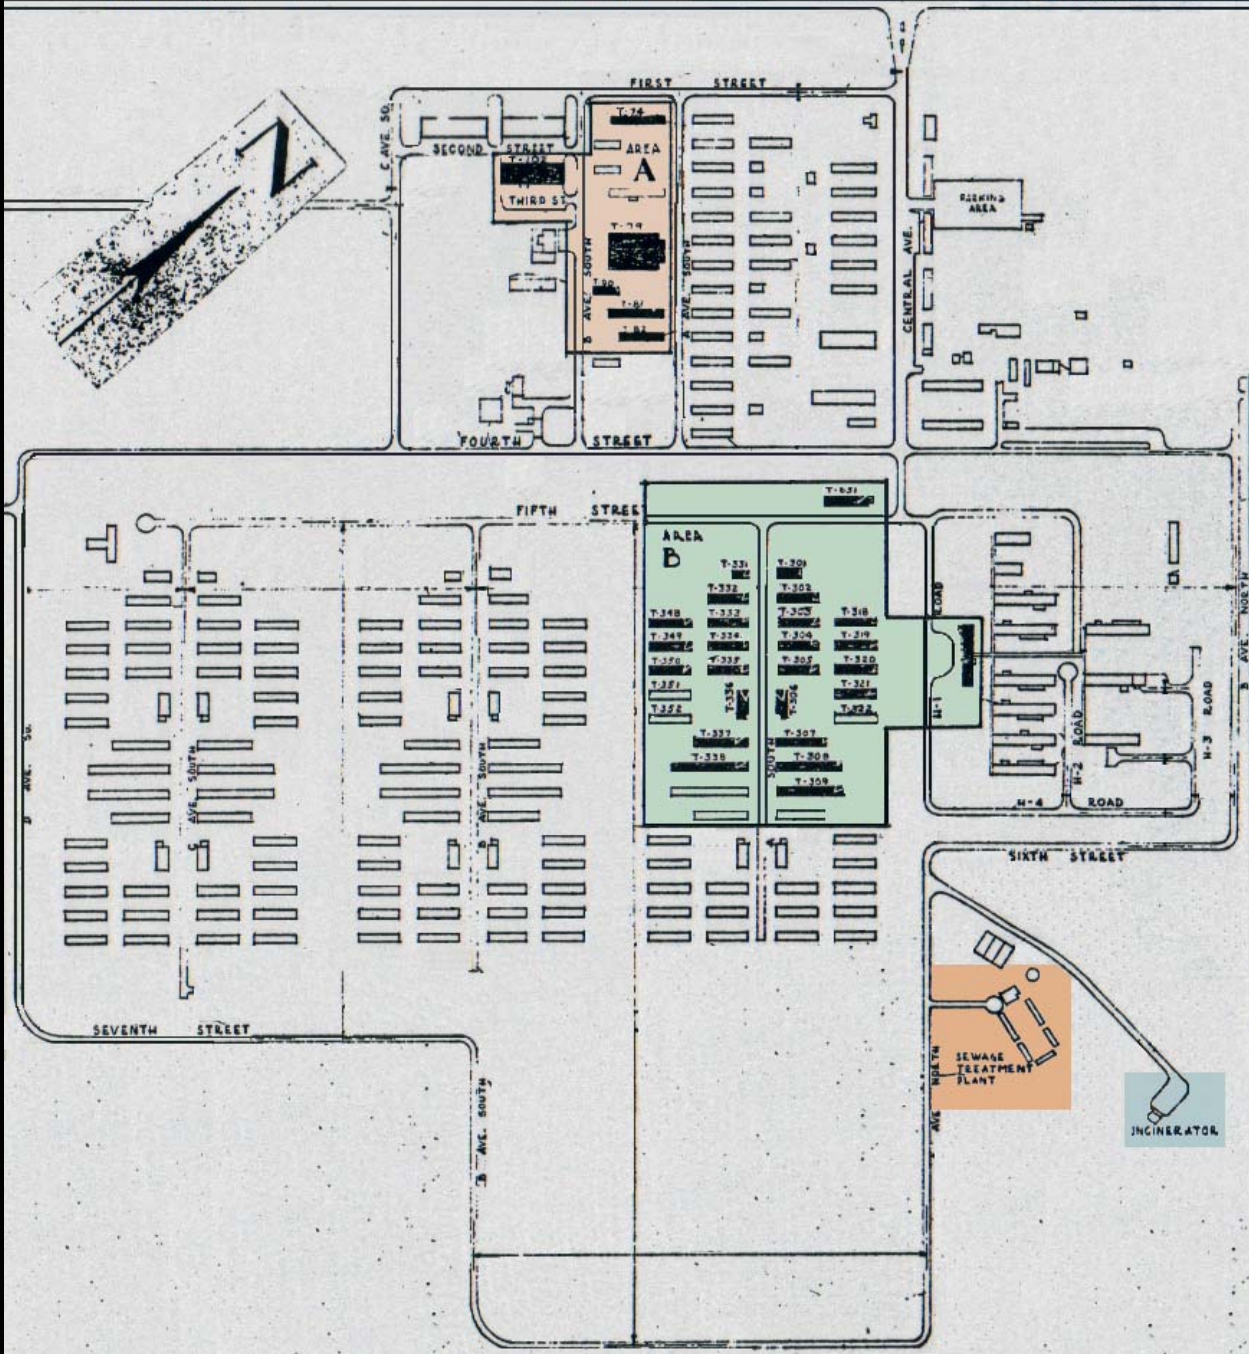 FIRST STREET
C AVE. SO.
SECOND STREET
T-74
AREA
A
T-102
THIRD ST
T-79
B AVE. SOUTH
A AVE. SOUTH
T-81
T-82
CENTRAL AVE.
PARKING
AREA
N
FOURTH STREET
FIFTH STREET
T-651
AREA
B
T-331
T-301
T-332
T-302
T-348
T-333
T-303
T-318
T-349
T-334
T-304
T-319
T-350
T-335
T-305
T-320
T-351
T-336
T-306
T-321
T-352
T-322
T-337
T-307
T-338
T-308
T-309
SOUTH
A
ROAD
H-1
H-2 ROAD
H-3 ROAD
H-4 ROAD
B AVE. NORTH
D AVE. SO.
C AVE. SOUTH
B AVE. SOUTH
SIXTH STREET
SEVENTH STREET
B AVE. SOUTH
AVE NORTH
SEWAGE
TREATMENT
PLANT
INCINERATOR